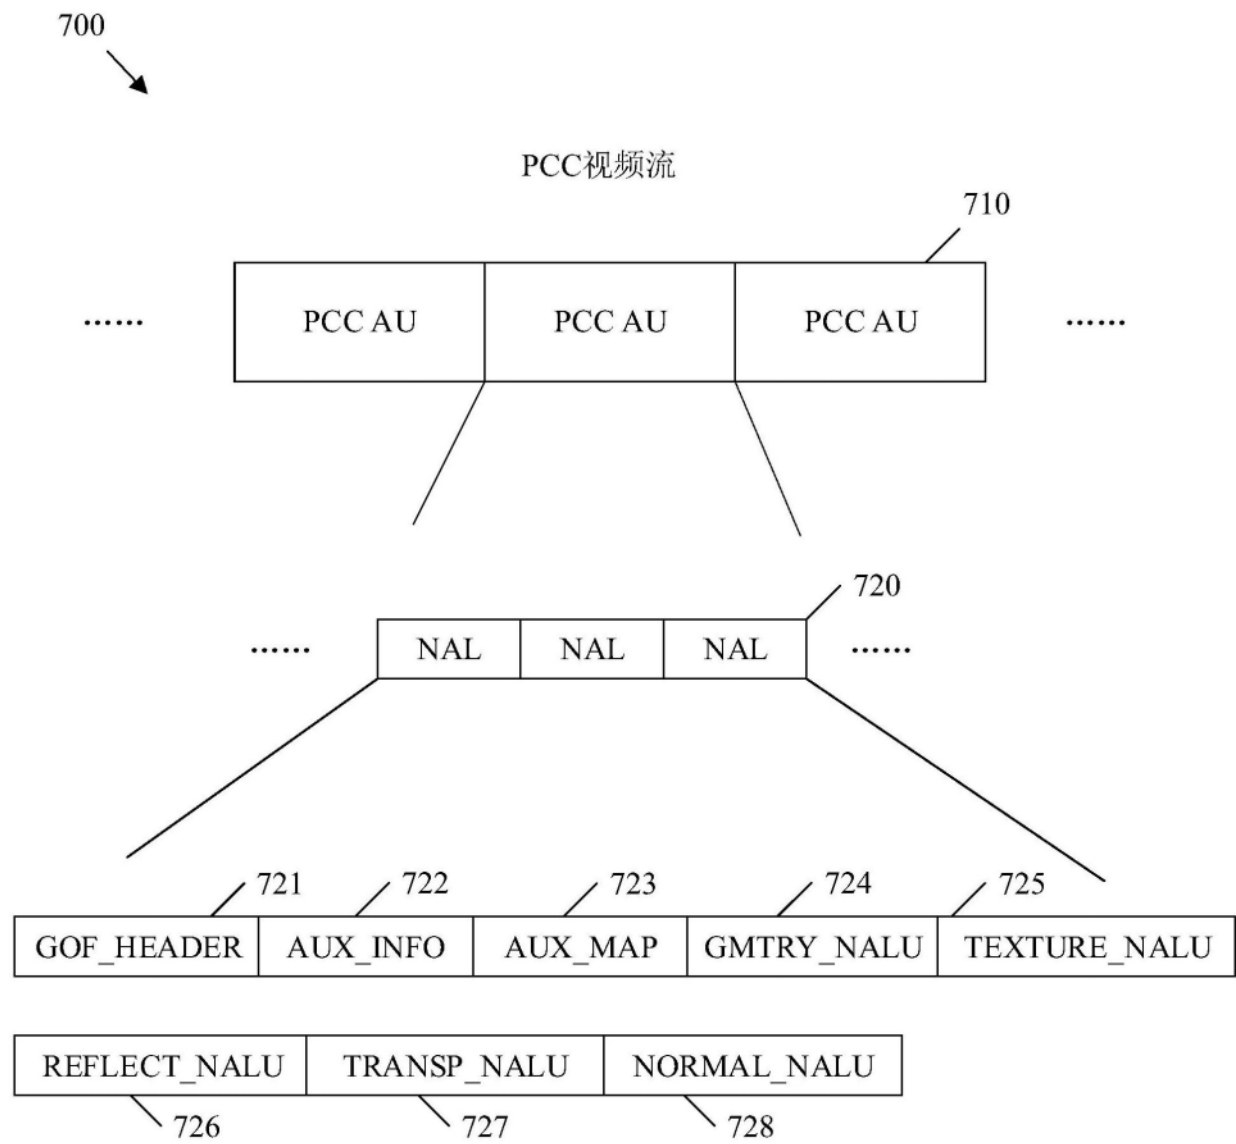 700
PCC视频流
710
…… PCC AU PCC AU PCC AU ……
720
…… NAL NAL NAL ……
721 722 723 724 725
GOF_HEADER AUX_INFO AUX_MAP GMTRY_NALU TEXTURE_NALU
REFLECT_NALU TRANSP_NALU NORMAL_NALU
726 727 728